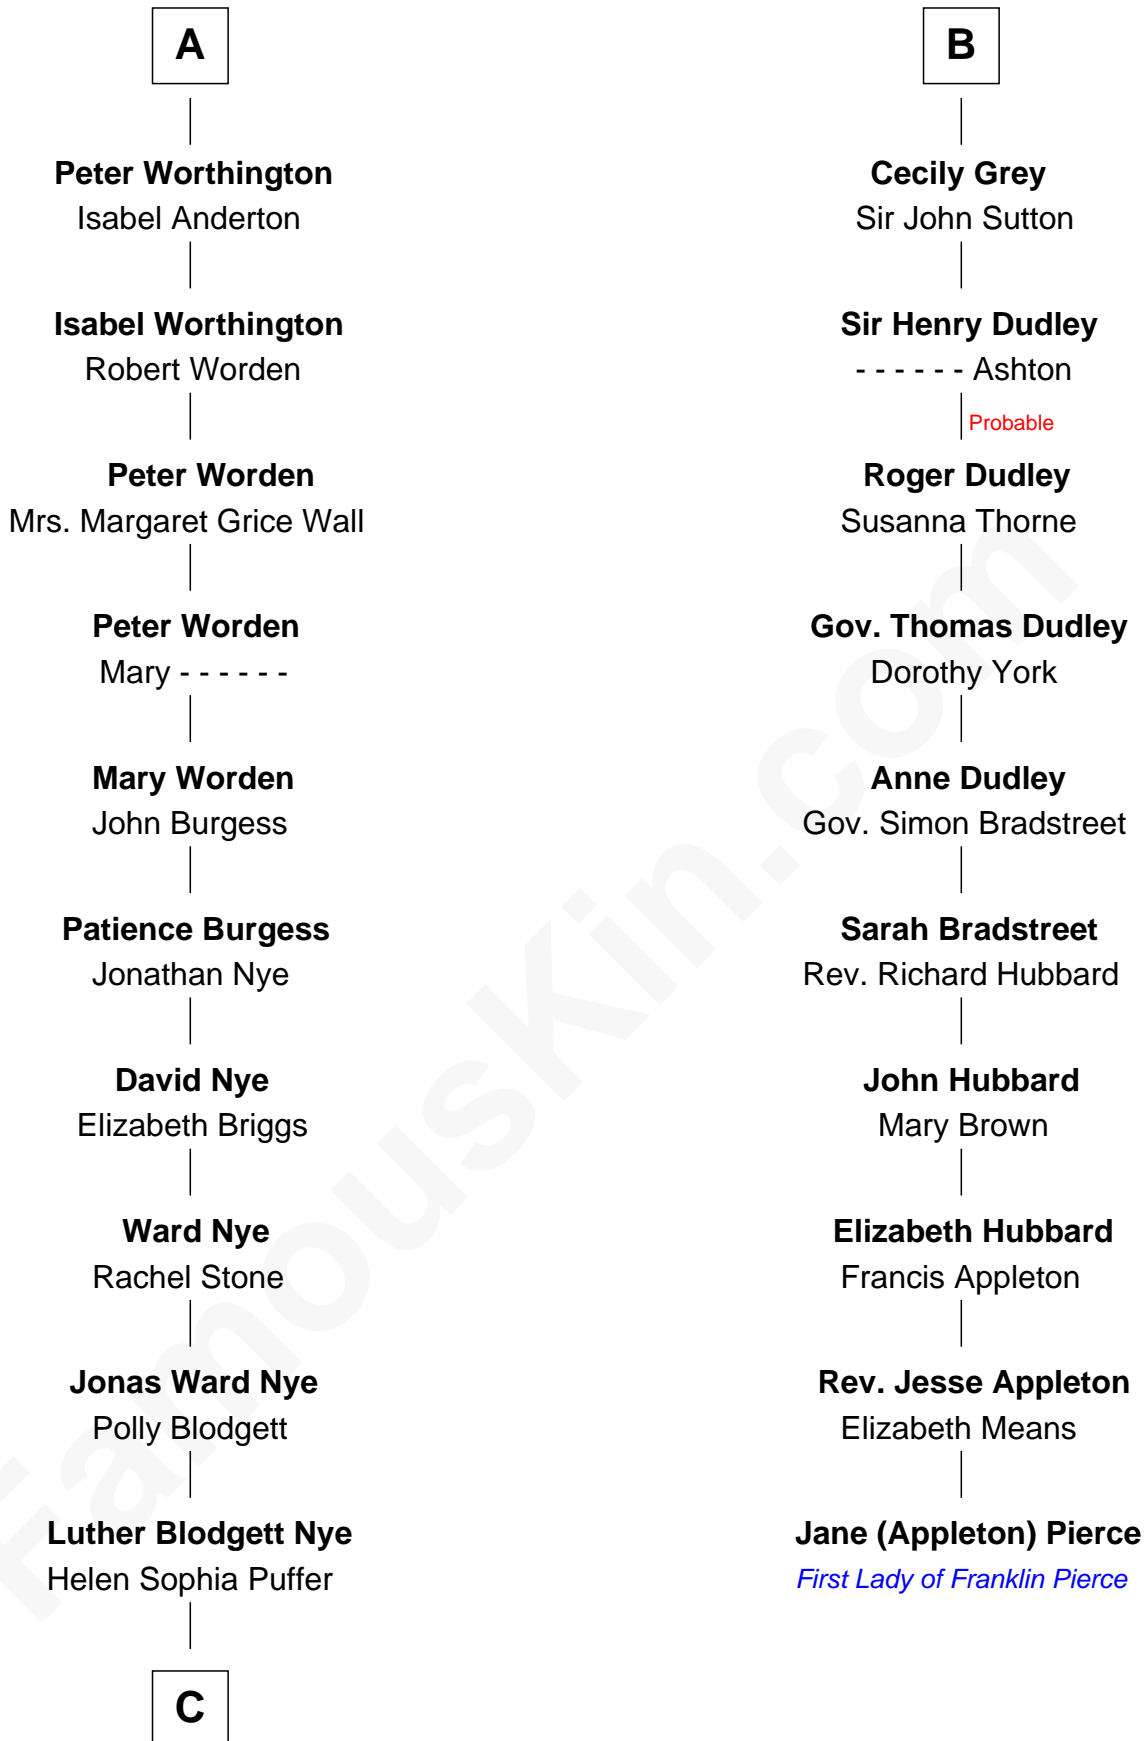 A
Peter Worthington
Isabel Anderton
Isabel Worthington
Robert Worden
Peter Worden
Mrs. Margaret Grice Wall
Peter Worden
Mary - - - - - -
Mary Worden
John Burgess
Patience Burgess
Jonathan Nye
David Nye
Elizabeth Briggs
Ward Nye
Rachel Stone
Jonas Ward Nye
Polly Blodgett
Luther Blodgett Nye
Helen Sophia Puffer
C
B
Cecily Grey
Sir John Sutton
Sir Henry Dudley
- - - - - - Ashton
Probable
Roger Dudley
Susanna Thorne
Gov. Thomas Dudley
Dorothy York
Anne Dudley
Gov. Simon Bradstreet
Sarah Bradstreet
Rev. Richard Hubbard
John Hubbard
Mary Brown
Elizabeth Hubbard
Francis Appleton
Rev. Jesse Appleton
Elizabeth Means
Jane (Appleton) Pierce
First Lady of Franklin Pierce
FamousKin.com